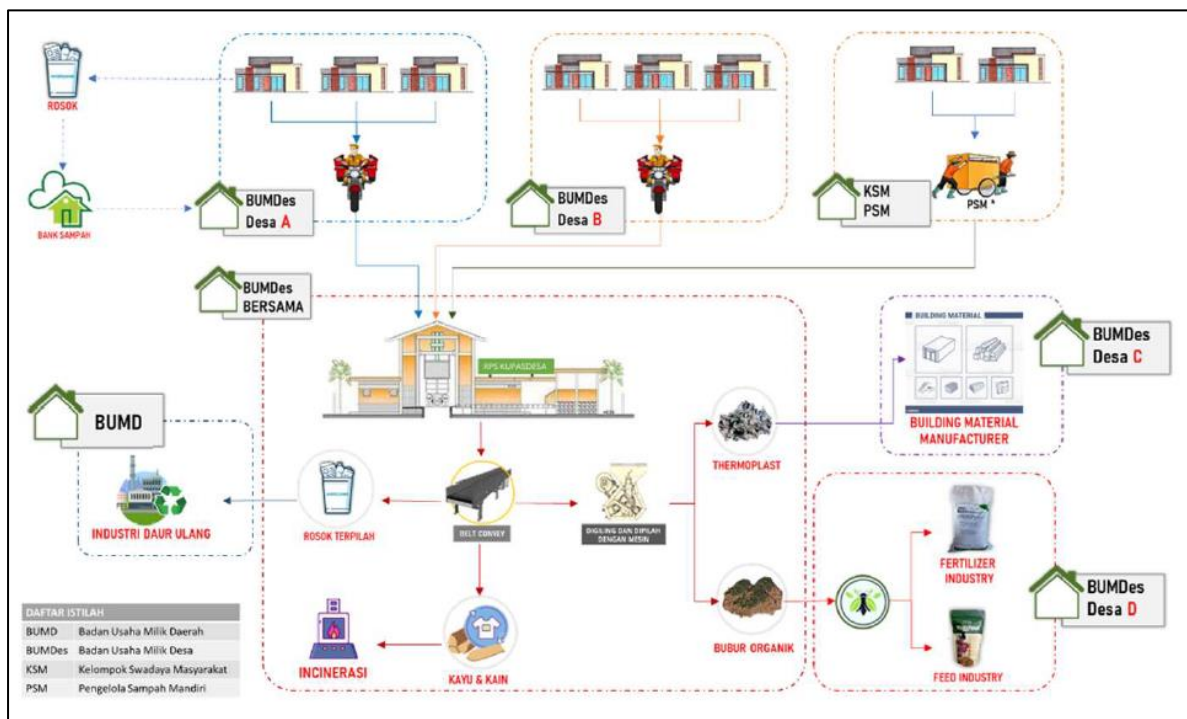 ROSOK
BANK SAMPAH
BUMDes
Desa A
BUMDes
Desa B
KSM
PSM
PSM *
BUMDes
BERSAMA
RPS KUPASDESA
BUILDING MATERIAL
BUILDING MATERIAL
MANUFACTURER
BUMDes
Desa C
BUMD
INDUSTRI DAUR ULANG
ROSOK TERPILAH
BELT CONVEY
DIGILING DAN DIPILAH
DENGAN MESIN
THERMOPLAST
BUBUR ORGANIK
FERTILIZER
INDUSTRY
FEED INDUSTRY
BUMDes
Desa D
INCINERASI
KAYU & KAIN
DAFTAR ISTILAH
BUMD Badan Usaha Milik Daerah
BUMDes Badan Usaha Milik Desa
KSM Kelompok Swadaya Masyarakat
PSM Pengelola Sampah Mandiri